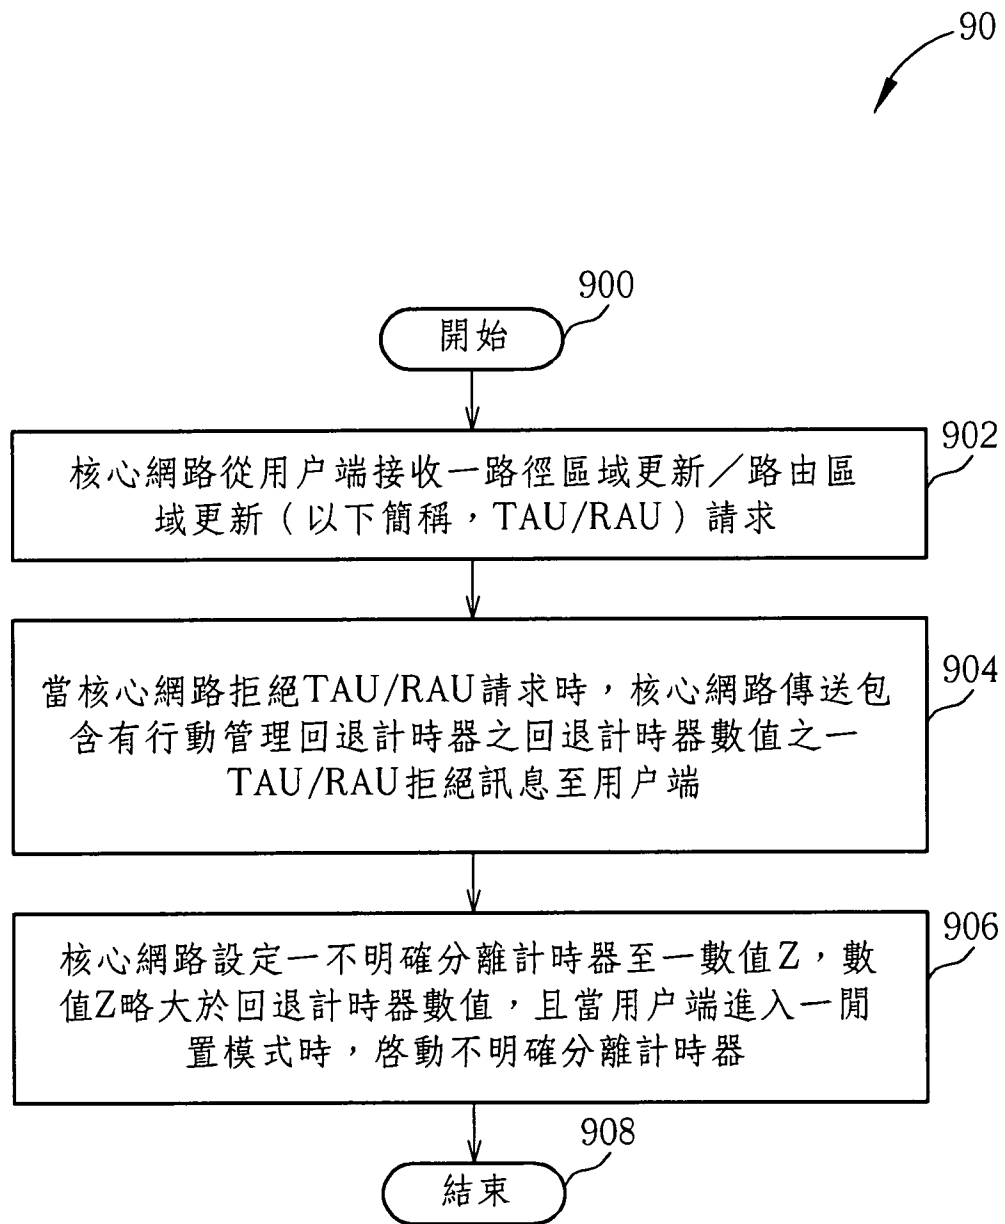 90
900
開始
902
核心網路從用户端接收一路徑區域更新／路由區
域更新（以下簡稱，TAU/RAU）請求
904
當核心網路拒絕TAU/RAU請求時，核心網路傳送包
含有行動管理回退計時器之回退計時器數值之一
TAU/RAU拒絕訊息至用户端
906
核心網路設定一不明確分離計時器至一數值Z，數
值Z略大於回退計時器數值，且當用户端進入一閒
置模式時，啓動不明確分離計時器
908
結束